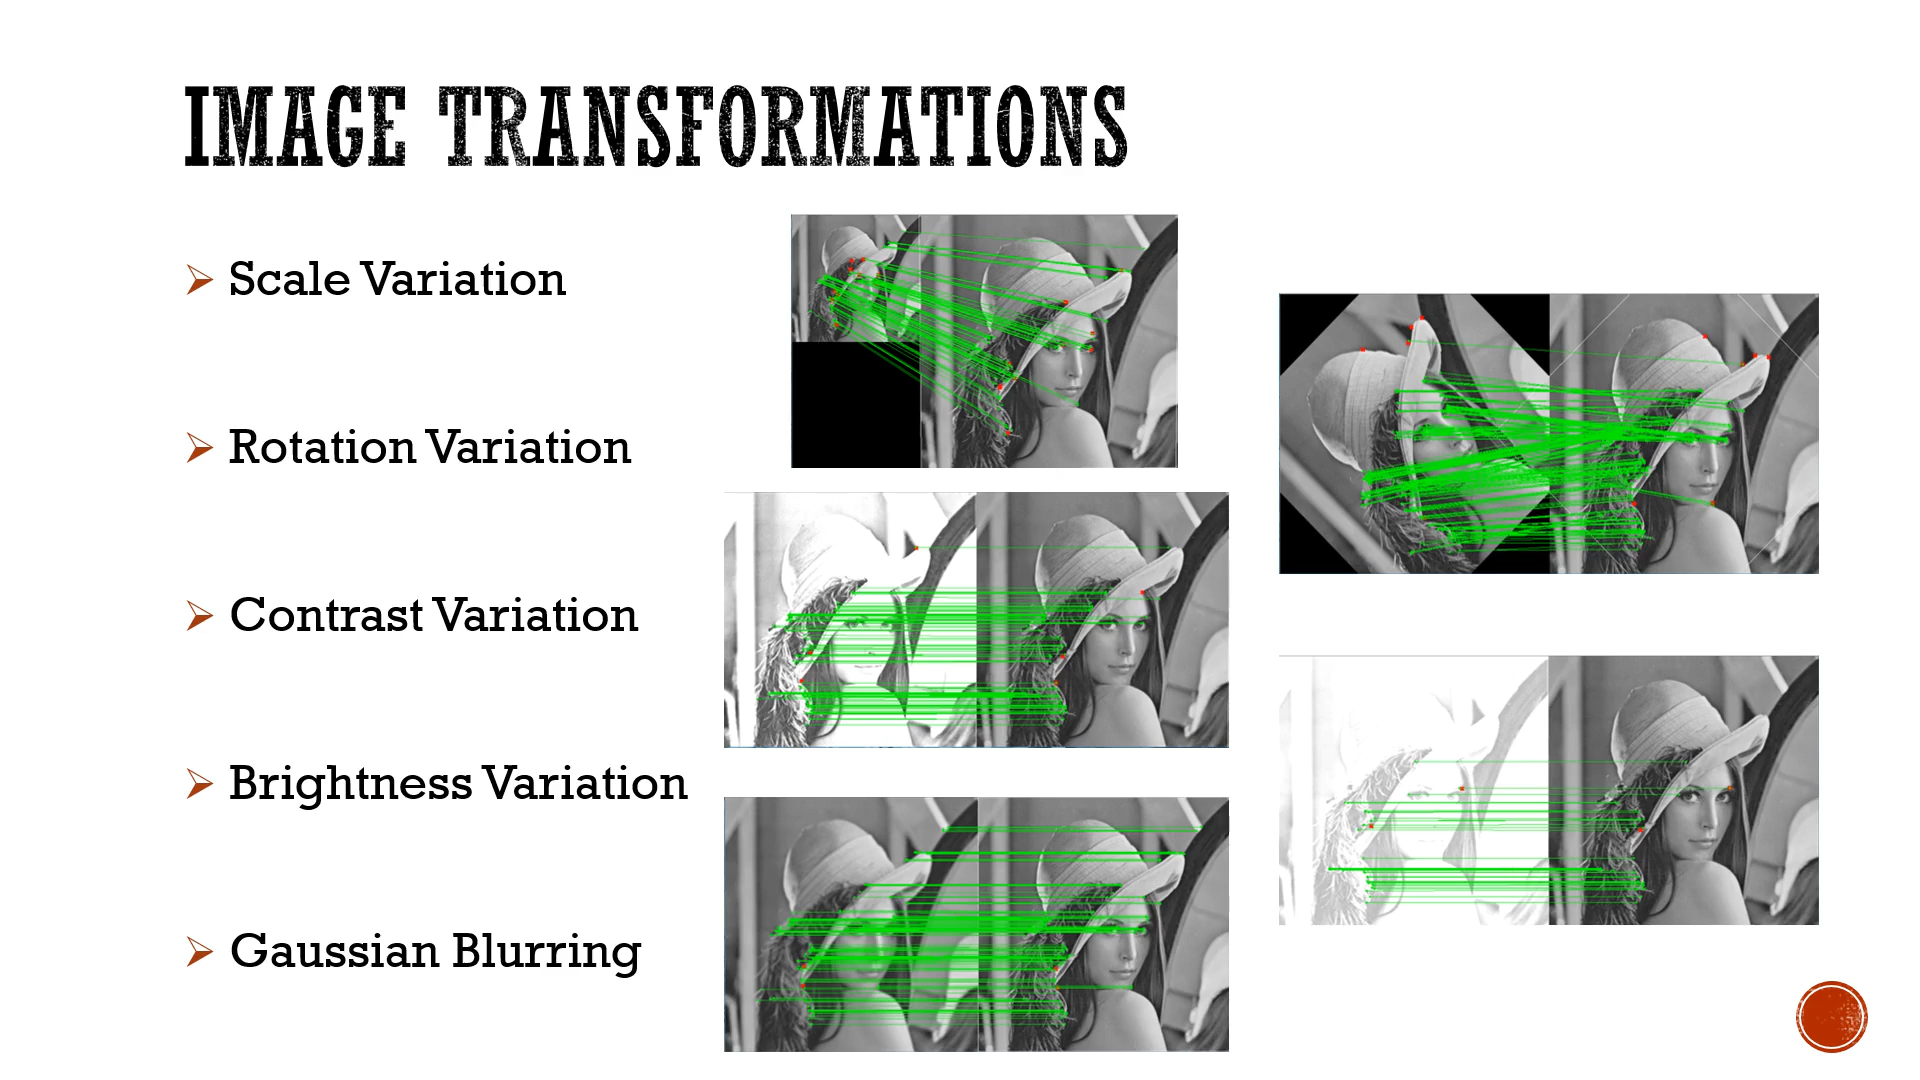 IMAGE TRANSFORMATIONS
Scale Variation
Rotation Variation
Contrast Variation
Brightness Variation
Gaussian Blurring